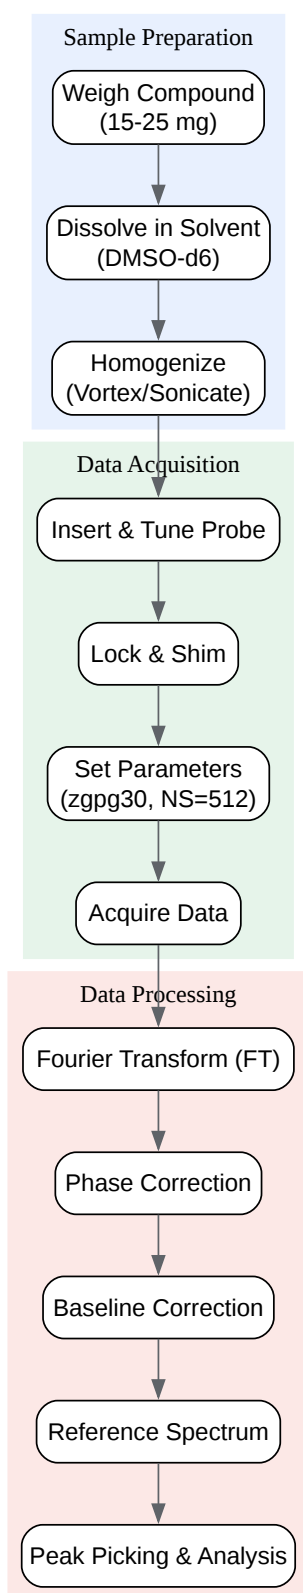 Sample Preparation
Weigh Compound
(15-25 mg)
Dissolve in Solvent
(DMSO-d6)
Homogenize
(Vortex/Sonicate)
Data Acquisition
Insert & Tune Probe
Lock & Shim
Set Parameters
(zgpg30, NS=512)
Acquire Data
Data Processing
Fourier Transform (FT)
Phase Correction
Baseline Correction
Reference Spectrum
Peak Picking & Analysis